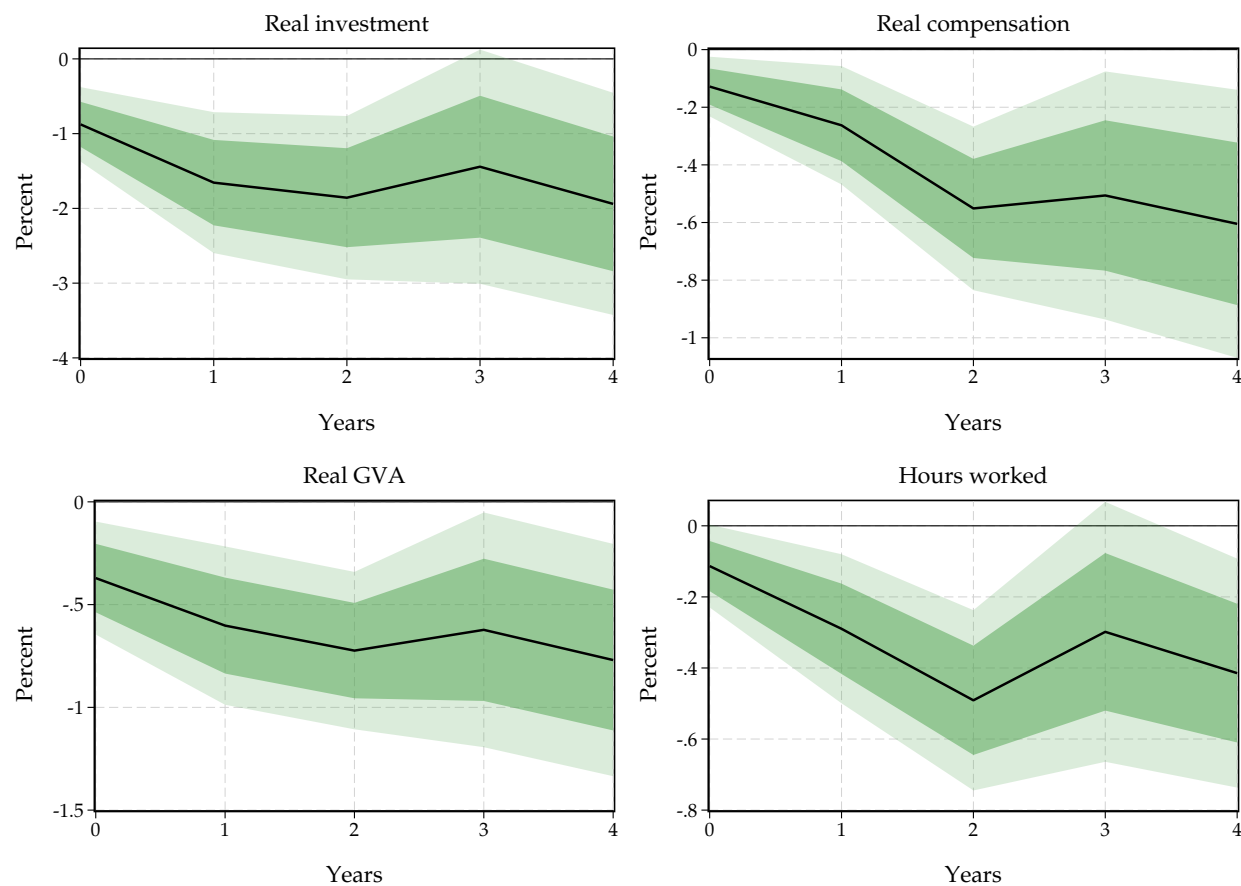 Real investment
0
-1
-2
-3
-4
Percent
0 1 2 3 4
Years
Real compensation
0
-.2
-.4
-.6
-.8
-1
Percent
0 1 2 3 4
Years
Real GVA
0
-.5
-1
-1.5
Percent
0 1 2 3 4
Years
Hours worked
0
-.2
-.4
-.6
-.8
Percent
0 1 2 3 4
Years